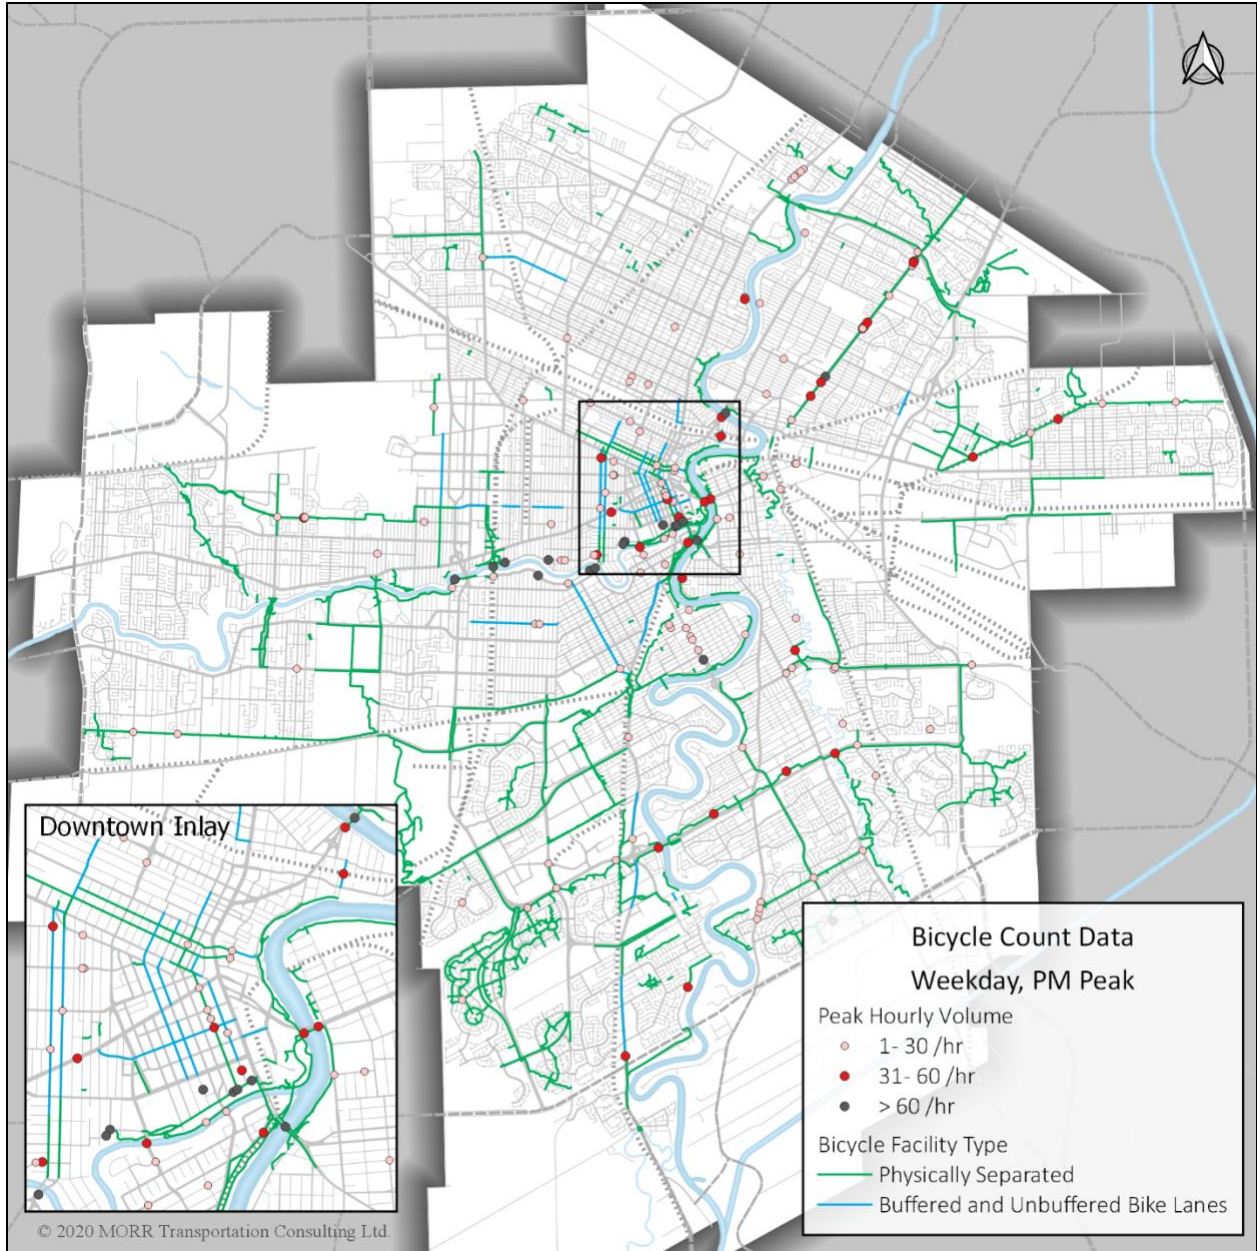 Downtown Inlay
Bicycle Count Data
Weekday, PM Peak
Peak Hourly Volume
1- 30 /hr
31- 60 /hr
> 60 /hr
Bicycle Facility Type
Physically Separated
Buffered and Unbuffered Bike Lanes
© 2020 MORR Transportation Consulting Ltd.